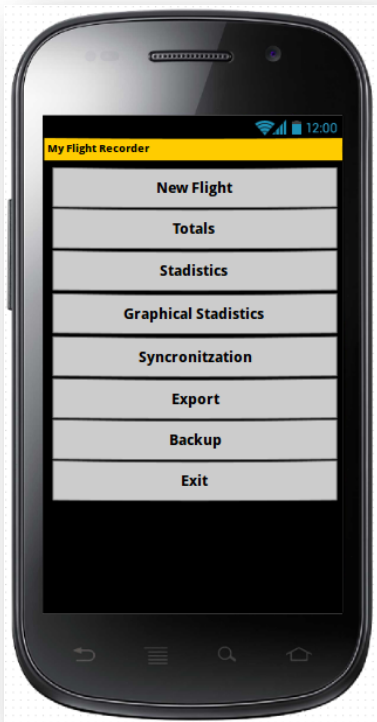 12:00
My Flight Recorder
New Flight
Totals
Stadistics
Graphical Stadistics
Syncronitzation
Export
Backup
Exit